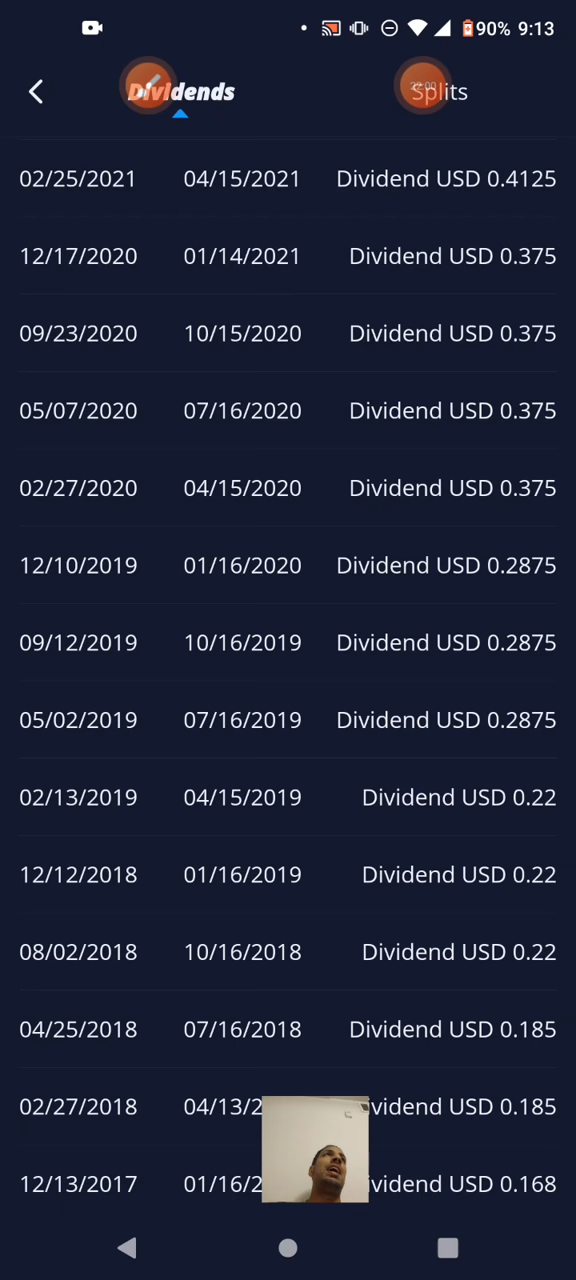 90% 9:13
Dividends Splits
02/25/2021 04/15/2021 Dividend USD 0.4125
12/17/2020 01/14/2021 Dividend USD 0.375
09/23/2020 10/15/2020 Dividend USD 0.375
05/07/2020 07/16/2020 Dividend USD 0.375
02/27/2020 04/15/2020 Dividend USD 0.375
12/10/2019 01/16/2020 Dividend USD 0.2875
09/12/2019 10/16/2019 Dividend USD 0.2875
05/02/2019 07/16/2019 Dividend USD 0.2875
02/13/2019 04/15/2019 Dividend USD 0.22
12/12/2018 01/16/2019 Dividend USD 0.22
08/02/2018 10/16/2018 Dividend USD 0.22
04/25/2018 07/16/2018 Dividend USD 0.185
02/27/2018 04/13/2 vidend USD 0.185
12/13/2017 01/16/2 vidend USD 0.168